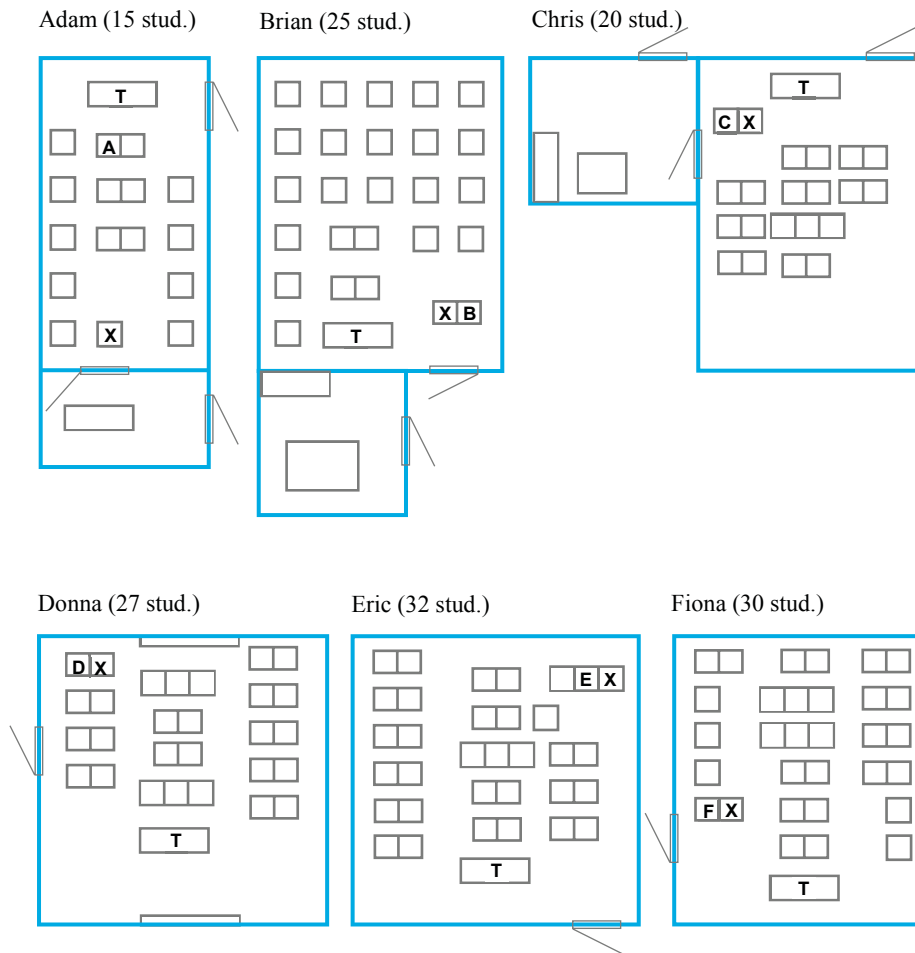 Adam (15 stud.)
Brian (25 stud.)
Chris (20 stud.)
T
A
X
X B
T
T
C X
Donna (27 stud.)
Eric (32 stud.)
Fiona (30 stud.)
D X
T
E X
T
F X
T